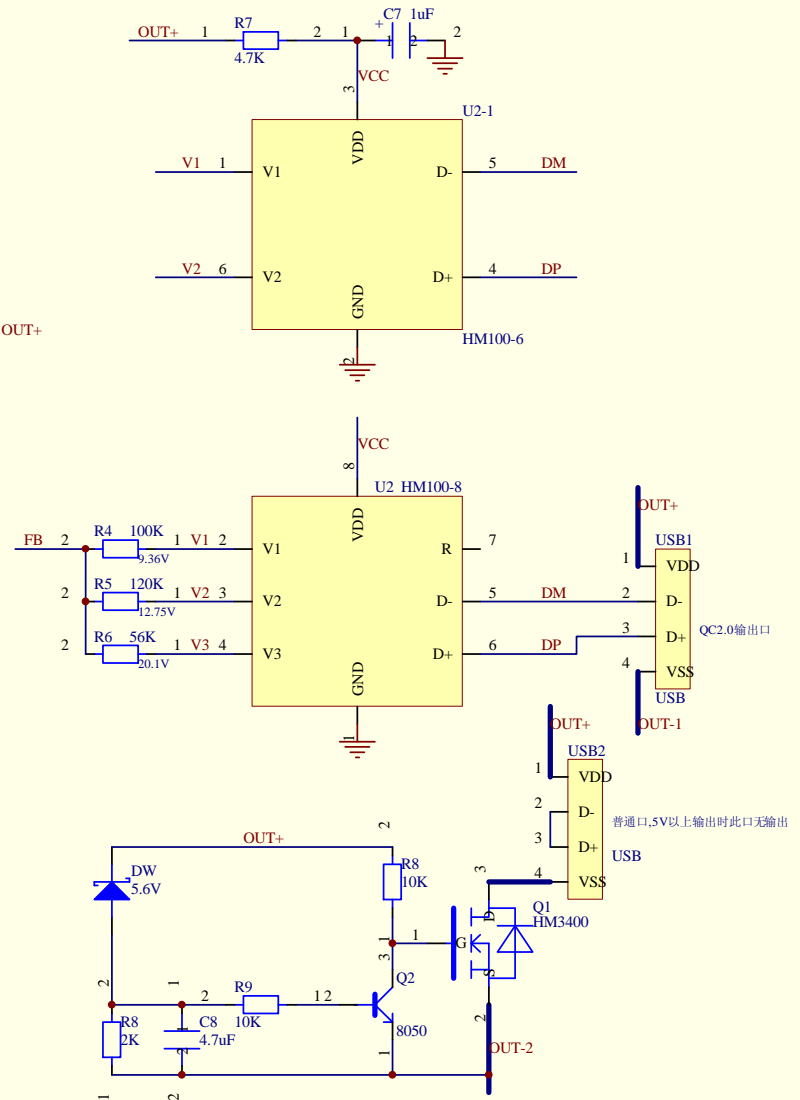 OUT+ 1 R7 2 1 + C7 1uF 1 2 2
4.7K
VCC
3
U2-1
VDD
V1 1 V1 D- 5 DM
V2 6 V2 D+ 4 DP
GND
OUT+
HM100-6
2
VCC
8
U2 HM100-8
VDD
OUT+
FB 2 R4 100K 1 V1 2 V1 R 7
9.36V
USB1
1 VDD
2 R5 120K 1 V2 3 V2 D- 5 DM 2 D-
12.75V
3 D+ QC2.0输出口
2 R6 56K 1 V3 4 V3 D+ 6 DP
20.1V
4 VSS
GND
USB
OUT-1
1
OUT+
USB2
1 VDD
2 D-
普通口,5V以上输出时此口无输出
3 D+
USB
2
OUT+
4 VSS
DW
5.6V
R8
10K
3
D
Q1
HM3400
1 1 G
3
S
Q2
2 1 2 R9 1 2
10K
8050
2
R8
2K
1 C8
4.7uF
2
1
OUT-2
1 2